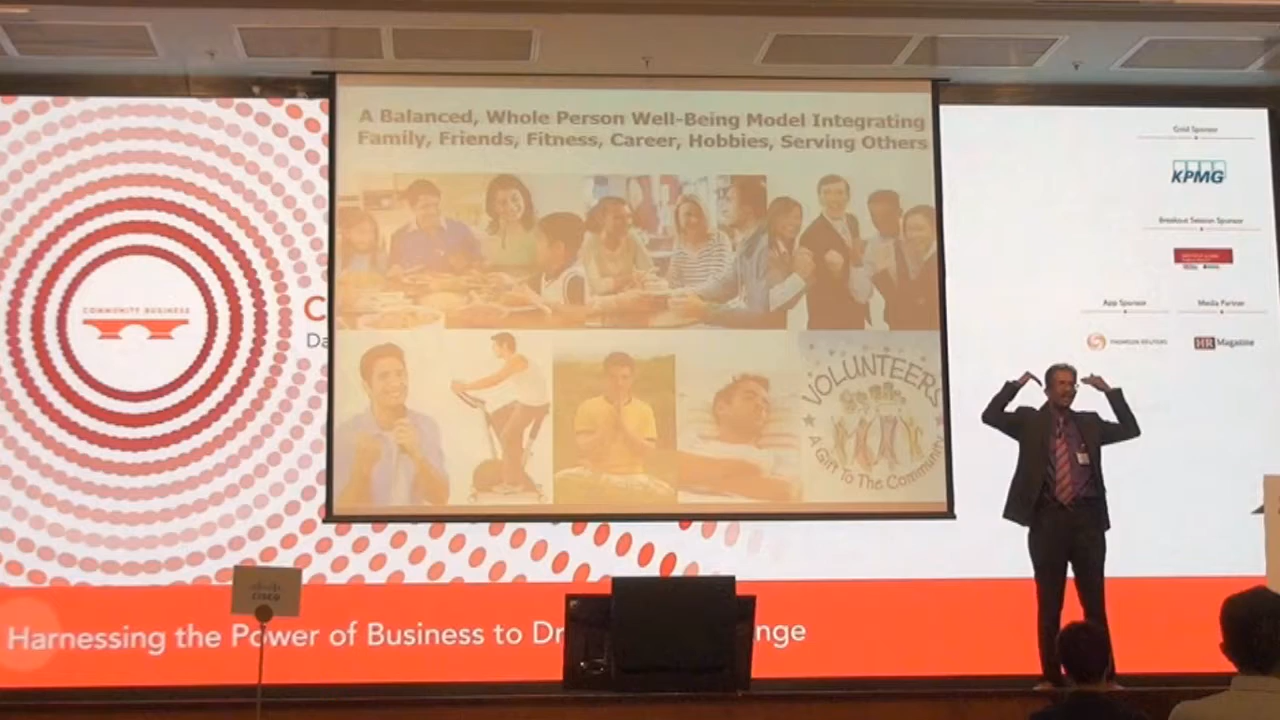 A Balanced, Whole Person Well-Being Model Integrating
Family, Friends, Fitness, Career, Hobbies, Serving Others
Gold Sponsor
KPMG
Breakout Session Sponsor
App Sponsor
Media Partner
THOMSON REUTERS
HR Magazine
COMMUNITY BUSINESS
C
Da
VOLUNTEERS
A Gift To The Community
CISCO
Harnessing the Power of Business to Dr nge